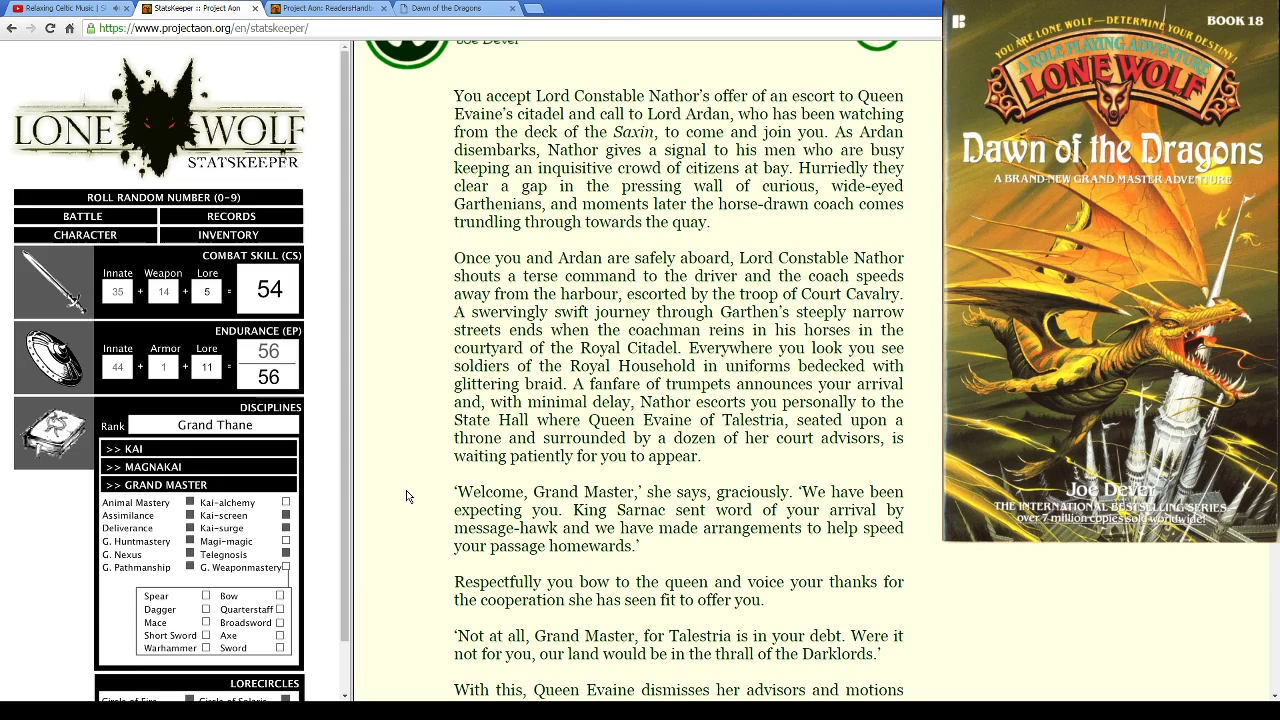 Relaxing Celtic Music | S
StatsKeeper :: Project Aon
Project Aon: ReadersHandb
Dawn of the Dragons
https://www.projectaon.org/en/statskeeper/
LONE WOLF
STATSKEEPER
ROLL RANDOM NUMBER (0-9)
BATTLE RECORDS
CHARACTER INVENTORY
COMBAT SKILL (CS)
Innate Weapon Lore
35 + 14 + 5 = 54
ENDURANCE (EP)
Innate Armor Lore
56
44 + 1 + 11 =
56
DISCIPLINES
Rank Grand Thane
>> KAI
>> MAGNAKAI
>> GRAND MASTER
Animal Mastery Kai-alchemy
Assimilance Kai-screen
Deliverance Kai-surge
G. Huntmastery Magi-magic
G. Nexus Telegnosis
G. Pathmanship G. Weaponmastery
Spear Bow
Dagger Quarterstaff
Mace Broadsword
Short Sword Axe
Warhammer Sword
LORECIRCLES
Circle of Fire Circle of Solaris
Joe Dever
You accept Lord Constable Nathor’s offer of an escort to Queen
Evaine’s citadel and call to Lord Ardan, who has been watching
from the deck of the Saxin, to come and join you. As Ardan
disembarks, Nathor gives a signal to his men who are busy
keeping an inquisitive crowd of citizens at bay. Hurriedly they
clear a gap in the pressing wall of curious, wide-eyed
Garthenians, and moments later the horse-drawn coach comes
trundling through towards the quay.
Once you and Ardan are safely aboard, Lord Constable Nathor
shouts a terse command to the driver and the coach speeds
away from the harbour, escorted by the troop of Court Cavalry.
A swervingly swift journey through Garthen’s steeply narrow
streets ends when the coachman reins in his horses in the
courtyard of the Royal Citadel. Everywhere you look you see
soldiers of the Royal Household in uniforms bedecked with
glittering braid. A fanfare of trumpets announces your arrival
and, with minimal delay, Nathor escorts you personally to the
State Hall where Queen Evaine of Talestria, seated upon a
throne and surrounded by a dozen of her court advisors, is
waiting patiently for you to appear.
‘Welcome, Grand Master,’ she says, graciously. ‘We have been
expecting you. King Sarnac sent word of your arrival by
message-hawk and we have made arrangements to help speed
your passage homewards.’
Respectfully you bow to the queen and voice your thanks for
the cooperation she has seen fit to offer you.
‘Not at all, Grand Master, for Talestria is in your debt. Were it
not for you, our land would be in the thrall of the Darklords.’
With this, Queen Evaine dismisses her advisors and motions
B
BOOK 18
YOU ARE LONE WOLF—DETERMINE YOUR DESTINY!
A ROLE PLAYING ADVENTURE
LONE WOLF
Dawn of the Dragons
A BRAND-NEW GRAND MASTER ADVENTURE
Joe Dever
THE INTERNATIONAL BESTSELLING SERIES—
over 7 million copies sold worldwide!